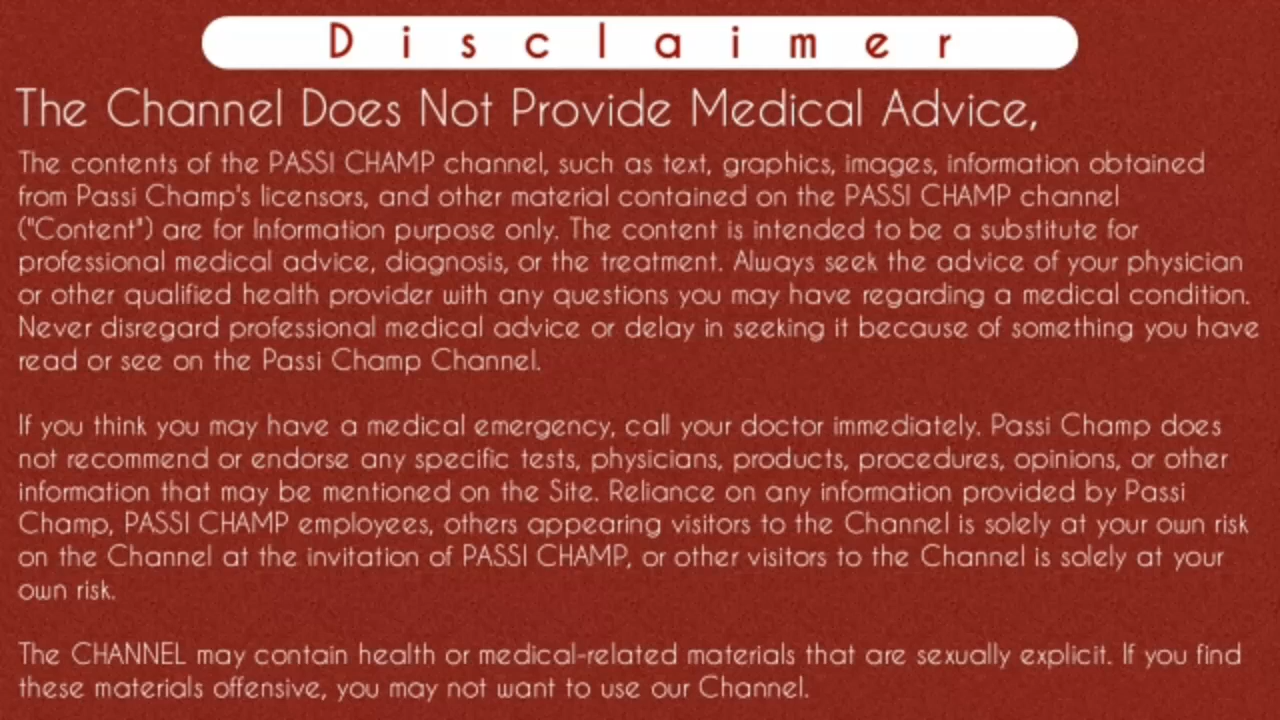 Disclaimer
The Channel Does Not Provide Medical Advice,
The contents of the PASSI CHAMP channel, such as text, graphics, images, information obtained
from Passi Champ's licensors, and other material contained on the PASSI CHAMP channel
("Content") are for Information purpose only. The content is intended to be a substitute for
professional medical advice, diagnosis, or the treatment. Always seek the advice of your physician
or other qualified health provider with any questions you may have regarding a medical condition.
Never disregard professional medical advice or delay in seeking it because of something you have
read or see on the Passi Champ Channel.
If you think you may have a medical emergency, call your doctor immediately. Passi Champ does
not recommend or endorse any specific tests, physicians, products, procedures, opinions, or other
information that may be mentioned on the Site. Reliance on any information provided by Passi
Champ, PASSI CHAMP employees, others appearing visitors to the Channel is solely at your own risk
on the Channel at the invitation of PASSI CHAMP, or other visitors to the Channel is solely at your
own risk.
The CHANNEL may contain health or medical-related materials that are sexually explicit. If you find
these materials offensive, you may not want to use our Channel.